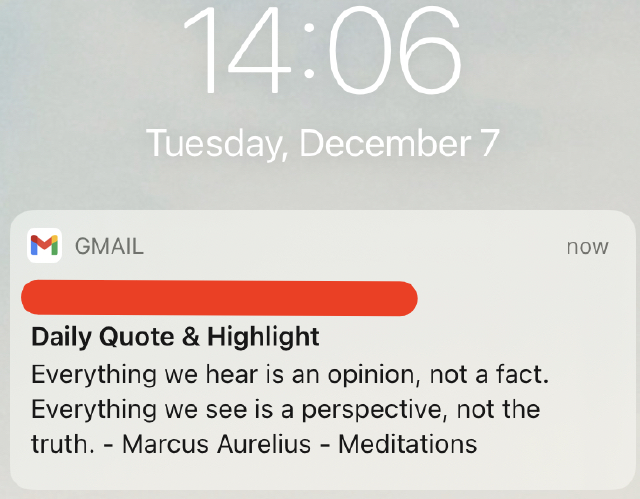 14:06
Tuesday, December 7
GMAIL now
Daily Quote & Highlight
Everything we hear is an opinion, not a fact.
Everything we see is a perspective, not the
truth. - Marcus Aurelius - Meditations